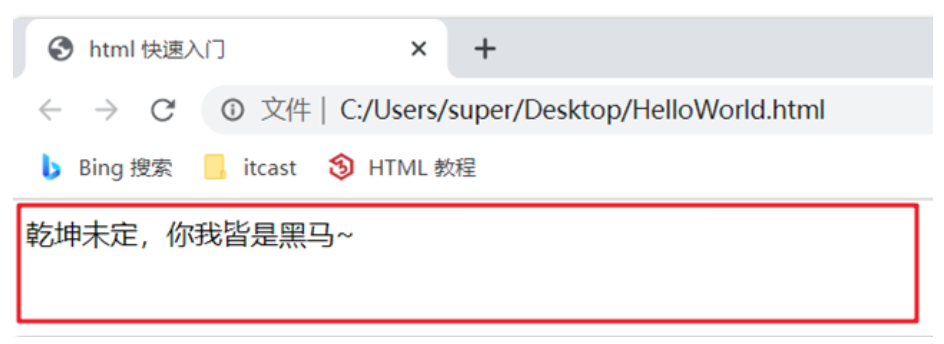 html 快速入门
文件 | C:/Users/super/Desktop/HelloWorld.html
Bing 搜索 itcast HTML 教程
乾坤未定，你我皆是黑马~